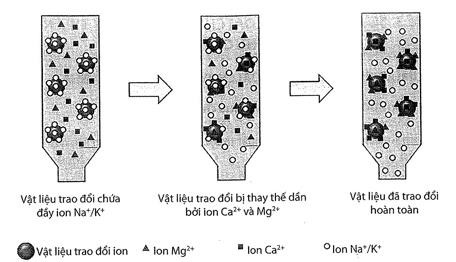 Vật liệu trao đổi chứa
đầy ion Na⁺/K⁺
Vật liệu trao đổi bị thay thế dần
bởi ion Ca²⁺ và Mg²⁺
Vật liệu đã trao đổi
hoàn toàn
Vật liệu trao đổi ion
Ion Mg²⁺
Ion Ca²⁺
Ion Na⁺/K⁺